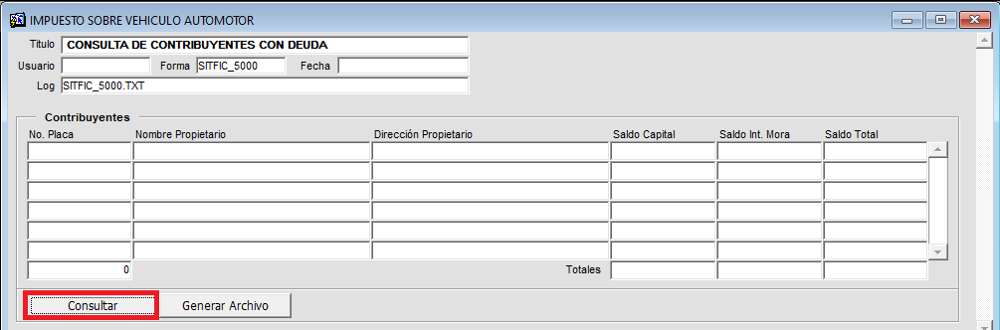 IMPUESTO SOBRE VEHICULO AUTOMOTOR
Titulo CONSULTA DE CONTRIBUYENTES CON DEUDA
Usuario Forma SITFIC_5000 Fecha
Log SITFIC_5000.TXT
Contribuyentes
No. Placa Nombre Propietario Dirección Propietario Saldo Capital Saldo Int. Mora Saldo Total
0 Totales
Consultar Generar Archivo